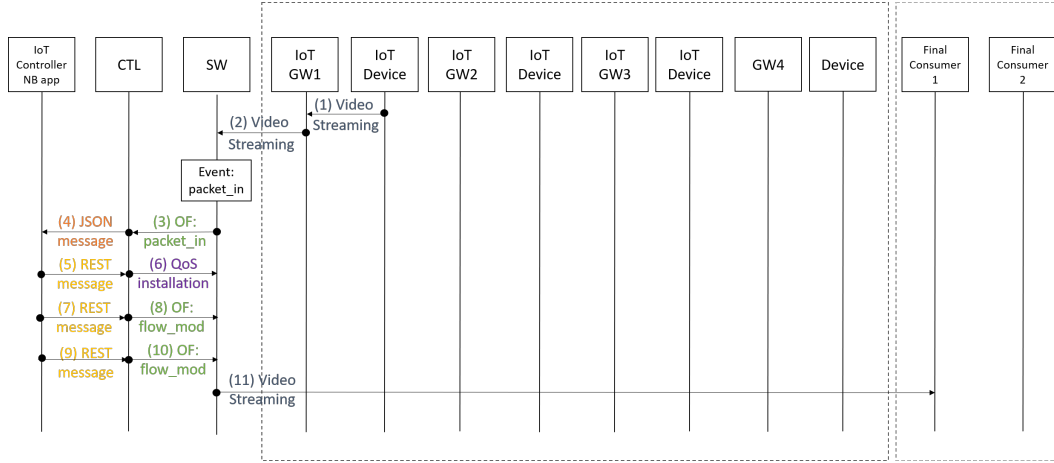 IoT
Controller
NB app
CTL
SW
IoT
GW1
IoT
Device
IoT
GW2
IoT
Device
IoT
GW3
IoT
Device
GW4
Device
Final
Consumer
1
Final
Consumer
2
(1) Video
Streaming
(2) Video
Streaming
Event:
packet_in
(4) JSON
message
(3) OF:
packet_in
(5) REST
message
(6) QoS
installation
(7) REST
message
(8) OF:
flow_mod
(9) REST
message
(10) OF:
flow_mod
(11) Video
Streaming